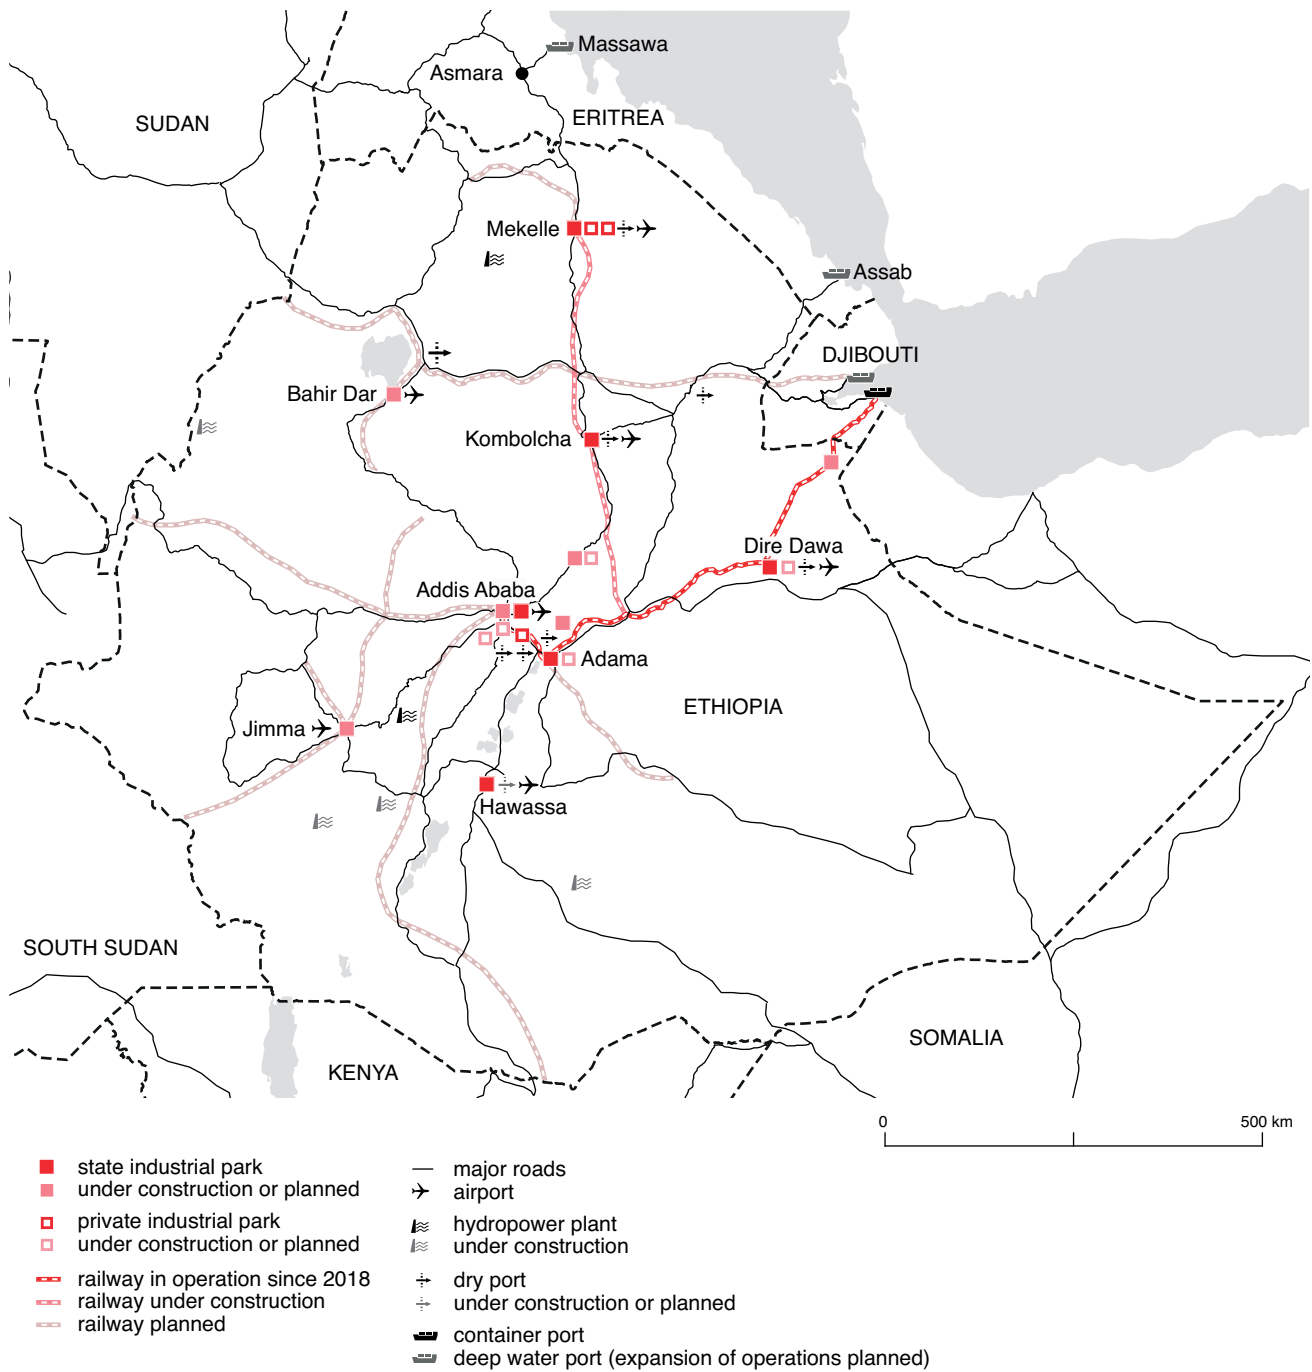 Massawa
Asmara
SUDAN
ERITREA
Mekelle
Assab
DJIBOUTI
Bahir Dar
Kombolcha
Dire Dawa
Addis Ababa
Adama
ETHIOPIA
Jimma
Hawassa
SOUTH SUDAN
SOMALIA
KENYA
0 500 km
state industrial park
under construction or planned
private industrial park
under construction or planned
railway in operation since 2018
railway under construction
railway planned
major roads
airport
hydropower plant
under construction
dry port
under construction or planned
container port
deep water port (expansion of operations planned)